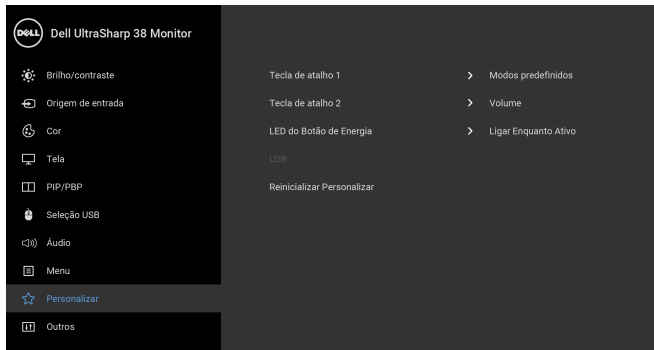 DELL Dell UltraSharp 38 Monitor
Brilho/contraste
Origem de entrada
Cor
Tela
PIP/PBP
Seleção USB
Áudio
Menu
Personalizar
Outros
Tecla de atalho 1 > Modos predefinidos
Tecla de atalho 2 > Volume
LED do Botão de Energia > Ligar Enquanto Ativo
USB
Reinicializar Personalizar